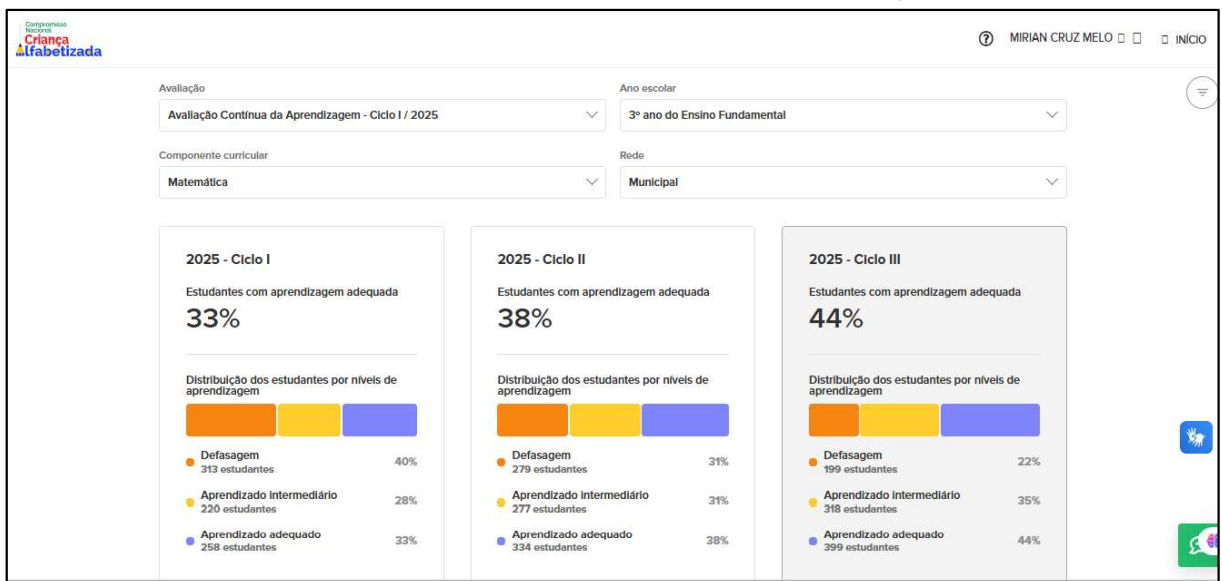 Compromisso
Nacional
Criança
Alfabetizada
MIRIAN CRUZ MELO
INÍCIO
Avaliação
Avaliação Contínua da Aprendizagem - Ciclo I / 2025
Ano escolar
3º ano do Ensino Fundamental
Componente curricular
Matemática
Rede
Municipal
2025 - Ciclo I
Estudantes com aprendizagem adequada
33%
Distribuição dos estudantes por níveis de
aprendizagem
Defasagem
313 estudantes
40%
Aprendizado intermediário
220 estudantes
28%
Aprendizado adequado
258 estudantes
33%
2025 - Ciclo II
Estudantes com aprendizagem adequada
38%
Distribuição dos estudantes por níveis de
aprendizagem
Defasagem
279 estudantes
31%
Aprendizado intermediário
277 estudantes
31%
Aprendizado adequado
334 estudantes
38%
2025 - Ciclo III
Estudantes com aprendizagem adequada
44%
Distribuição dos estudantes por níveis de
aprendizagem
Defasagem
199 estudantes
22%
Aprendizado intermediário
318 estudantes
35%
Aprendizado adequado
399 estudantes
44%